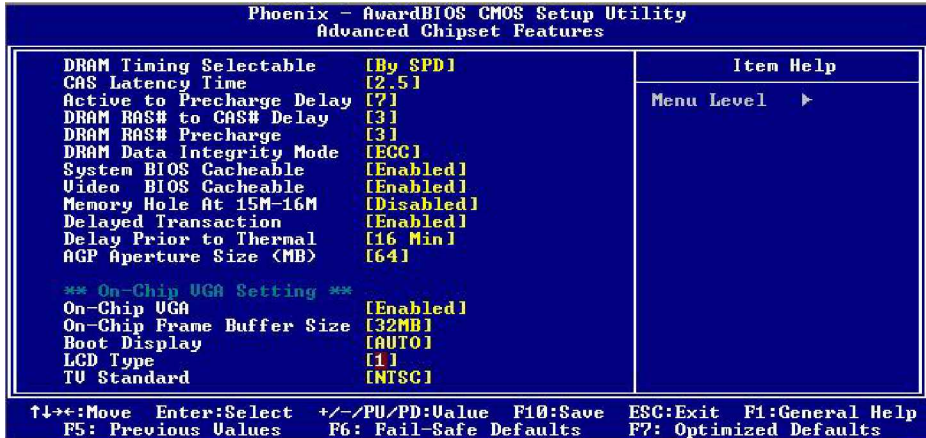 Phoenix - AwardBIOS CMOS Setup Utility
Advanced Chipset Features
DRAM Timing Selectable [By SPD]
CAS Latency Time [2.5]
Active to Precharge Delay [7]
DRAM RAS# to CAS# Delay [3]
DRAM RAS# Precharge [3]
DRAM Data Integrity Mode [ECC]
System BIOS Cacheable [Enabled]
Video BIOS Cacheable [Enabled]
Memory Hole At 15M-16M [Disabled]
Delayed Transaction [Enabled]
Delay Prior to Thermal [16 Min]
AGP Aperture Size (MB) [64]
** On-Chip VGA Setting **
On-Chip VGA [Enabled]
On-Chip Frame Buffer Size [32MB]
Boot Display [AUTO]
LCD Type [1]
TV Standard [NTSC]
Item Help
Menu Level ►
↑↓→←:Move Enter:Select +/-/PU/PD:Value F10:Save ESC:Exit F1:General Help
F5: Previous Values F6: Fail-Safe Defaults F7: Optimized Defaults